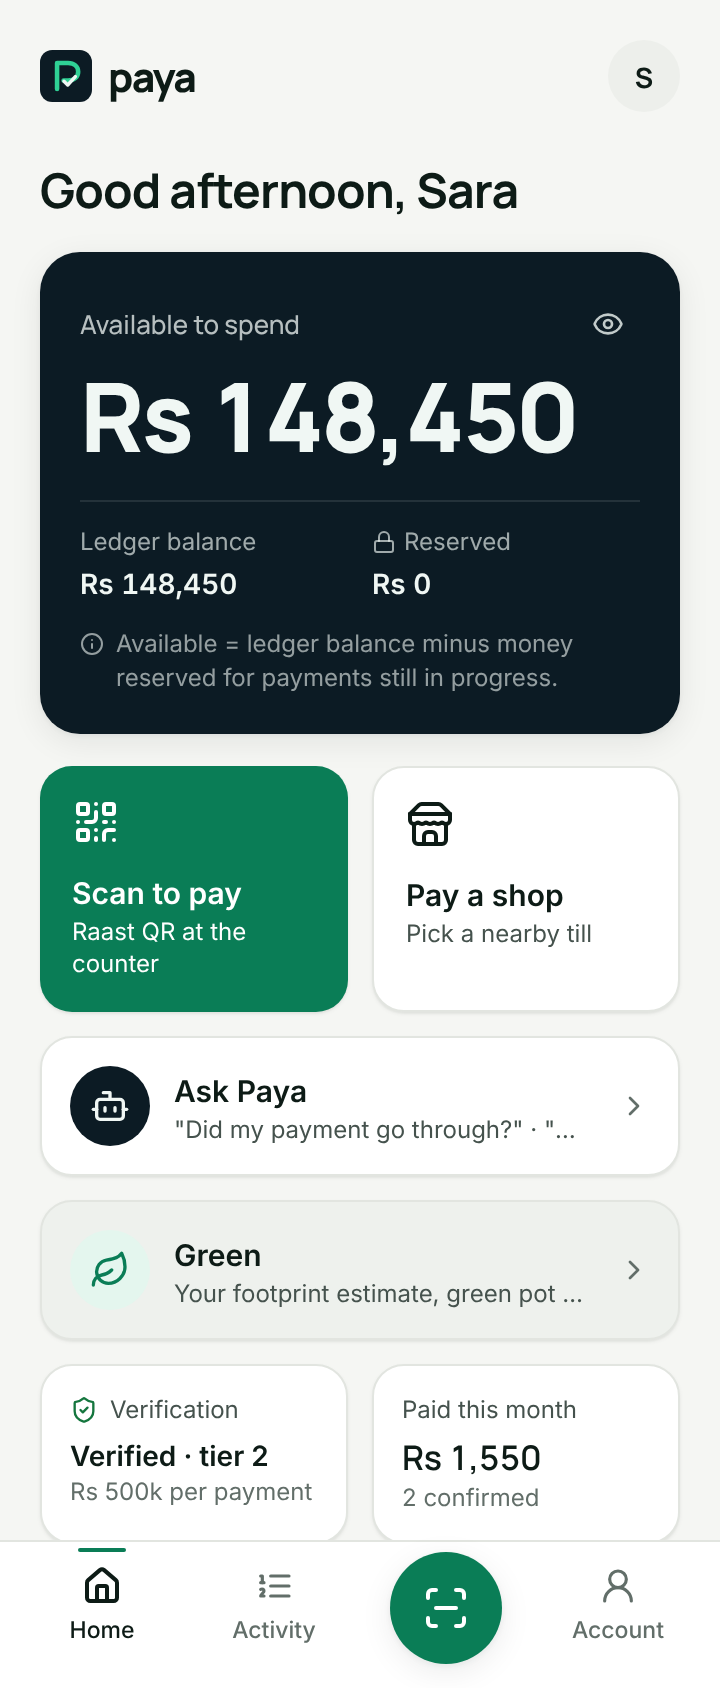 paya
S
Good afternoon, Sara
Available to spend
Rs 148,450
Ledger balance
Rs 148,450
Reserved
Rs 0
Available = ledger balance minus money
reserved for payments still in progress.
Scan to pay
Raast QR at the
counter
Pay a shop
Pick a nearby till
Ask Paya
"Did my payment go through?" · "...
Green
Your footprint estimate, green pot ...
Verification
Verified · tier 2
Rs 500k per payment
Paid this month
Rs 1,550
2 confirmed
Home
Activity
Account